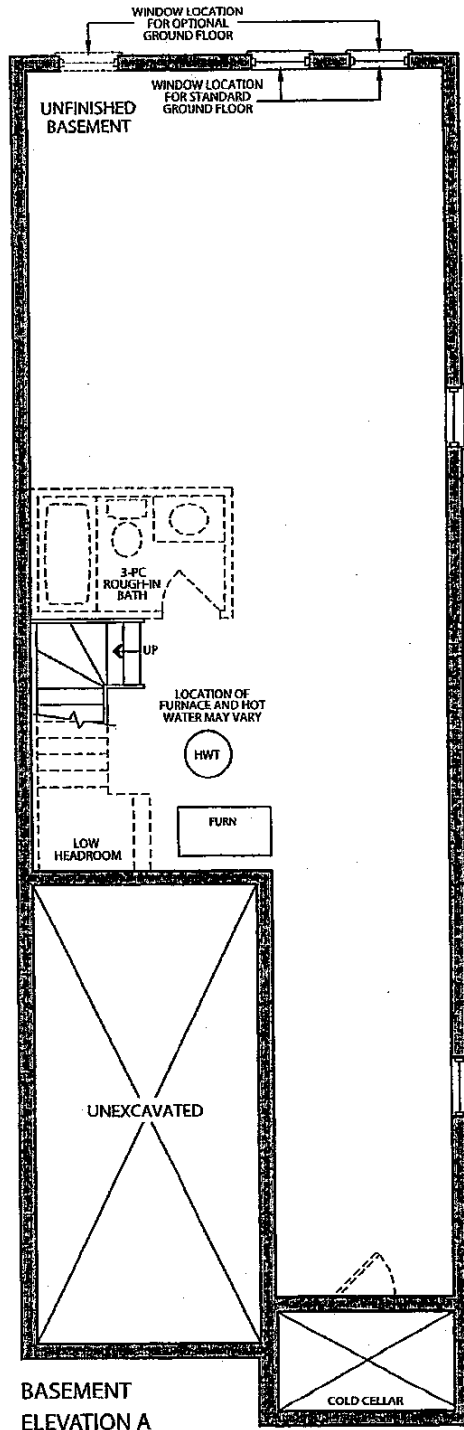 WINDOW LOCATION
FOR OPTIONAL
GROUND FLOOR
WINDOW LOCATION
FOR STANDARD
GROUND FLOOR
UNFINISHED
BASEMENT
3-PC
ROUGH-IN
BATH
UP
LOCATION OF
FURNACE AND HOT
WATER MAY VARY
HWT
FURN
LOW
HEADROOM
UNEXCAVATED
COLD CELLAR
BASEMENT
ELEVATION A